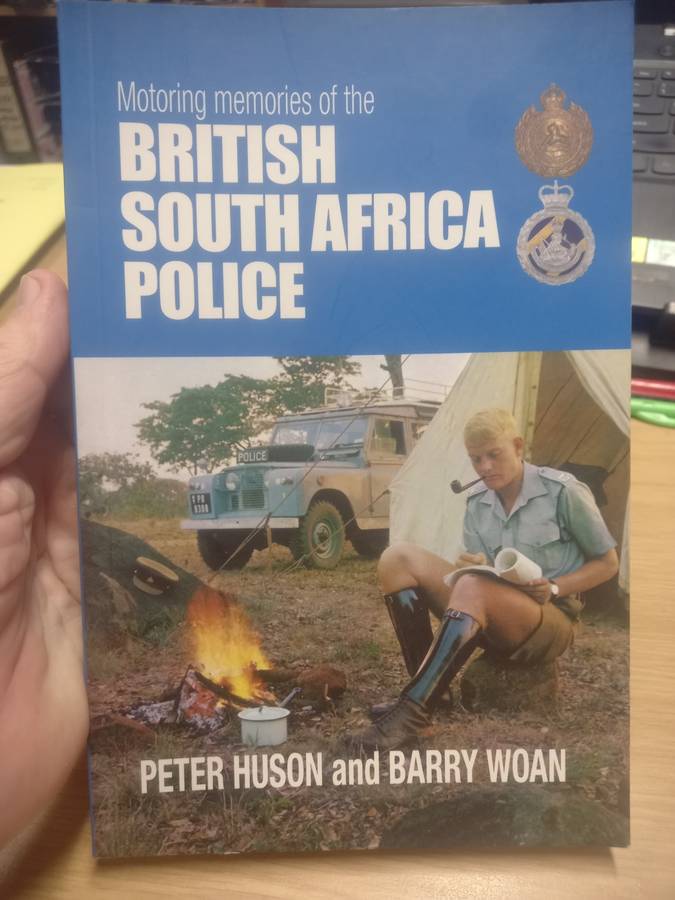 Motoring memories of the
BRITISH
SOUTH AFRICA
POLICE
POLICE
PETER HUSON and BARRY WOAN